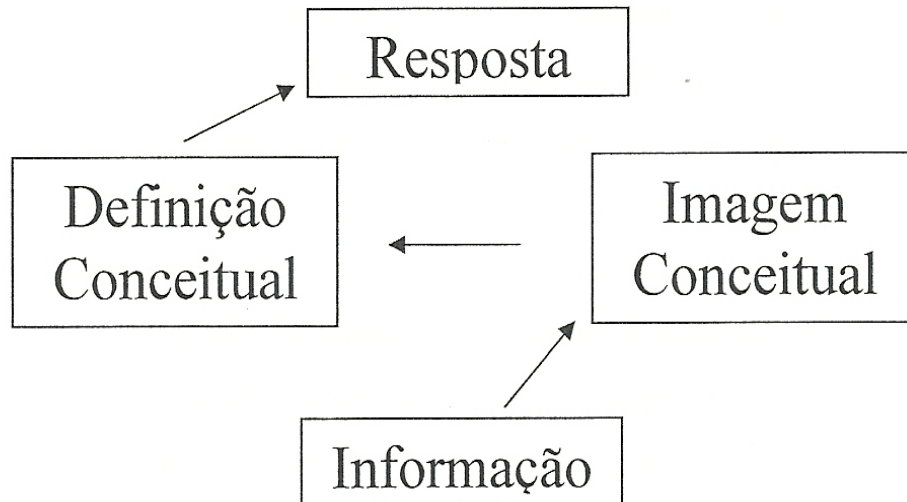 Resposta
Definição
Conceitual
Imagem
Conceitual
Informação